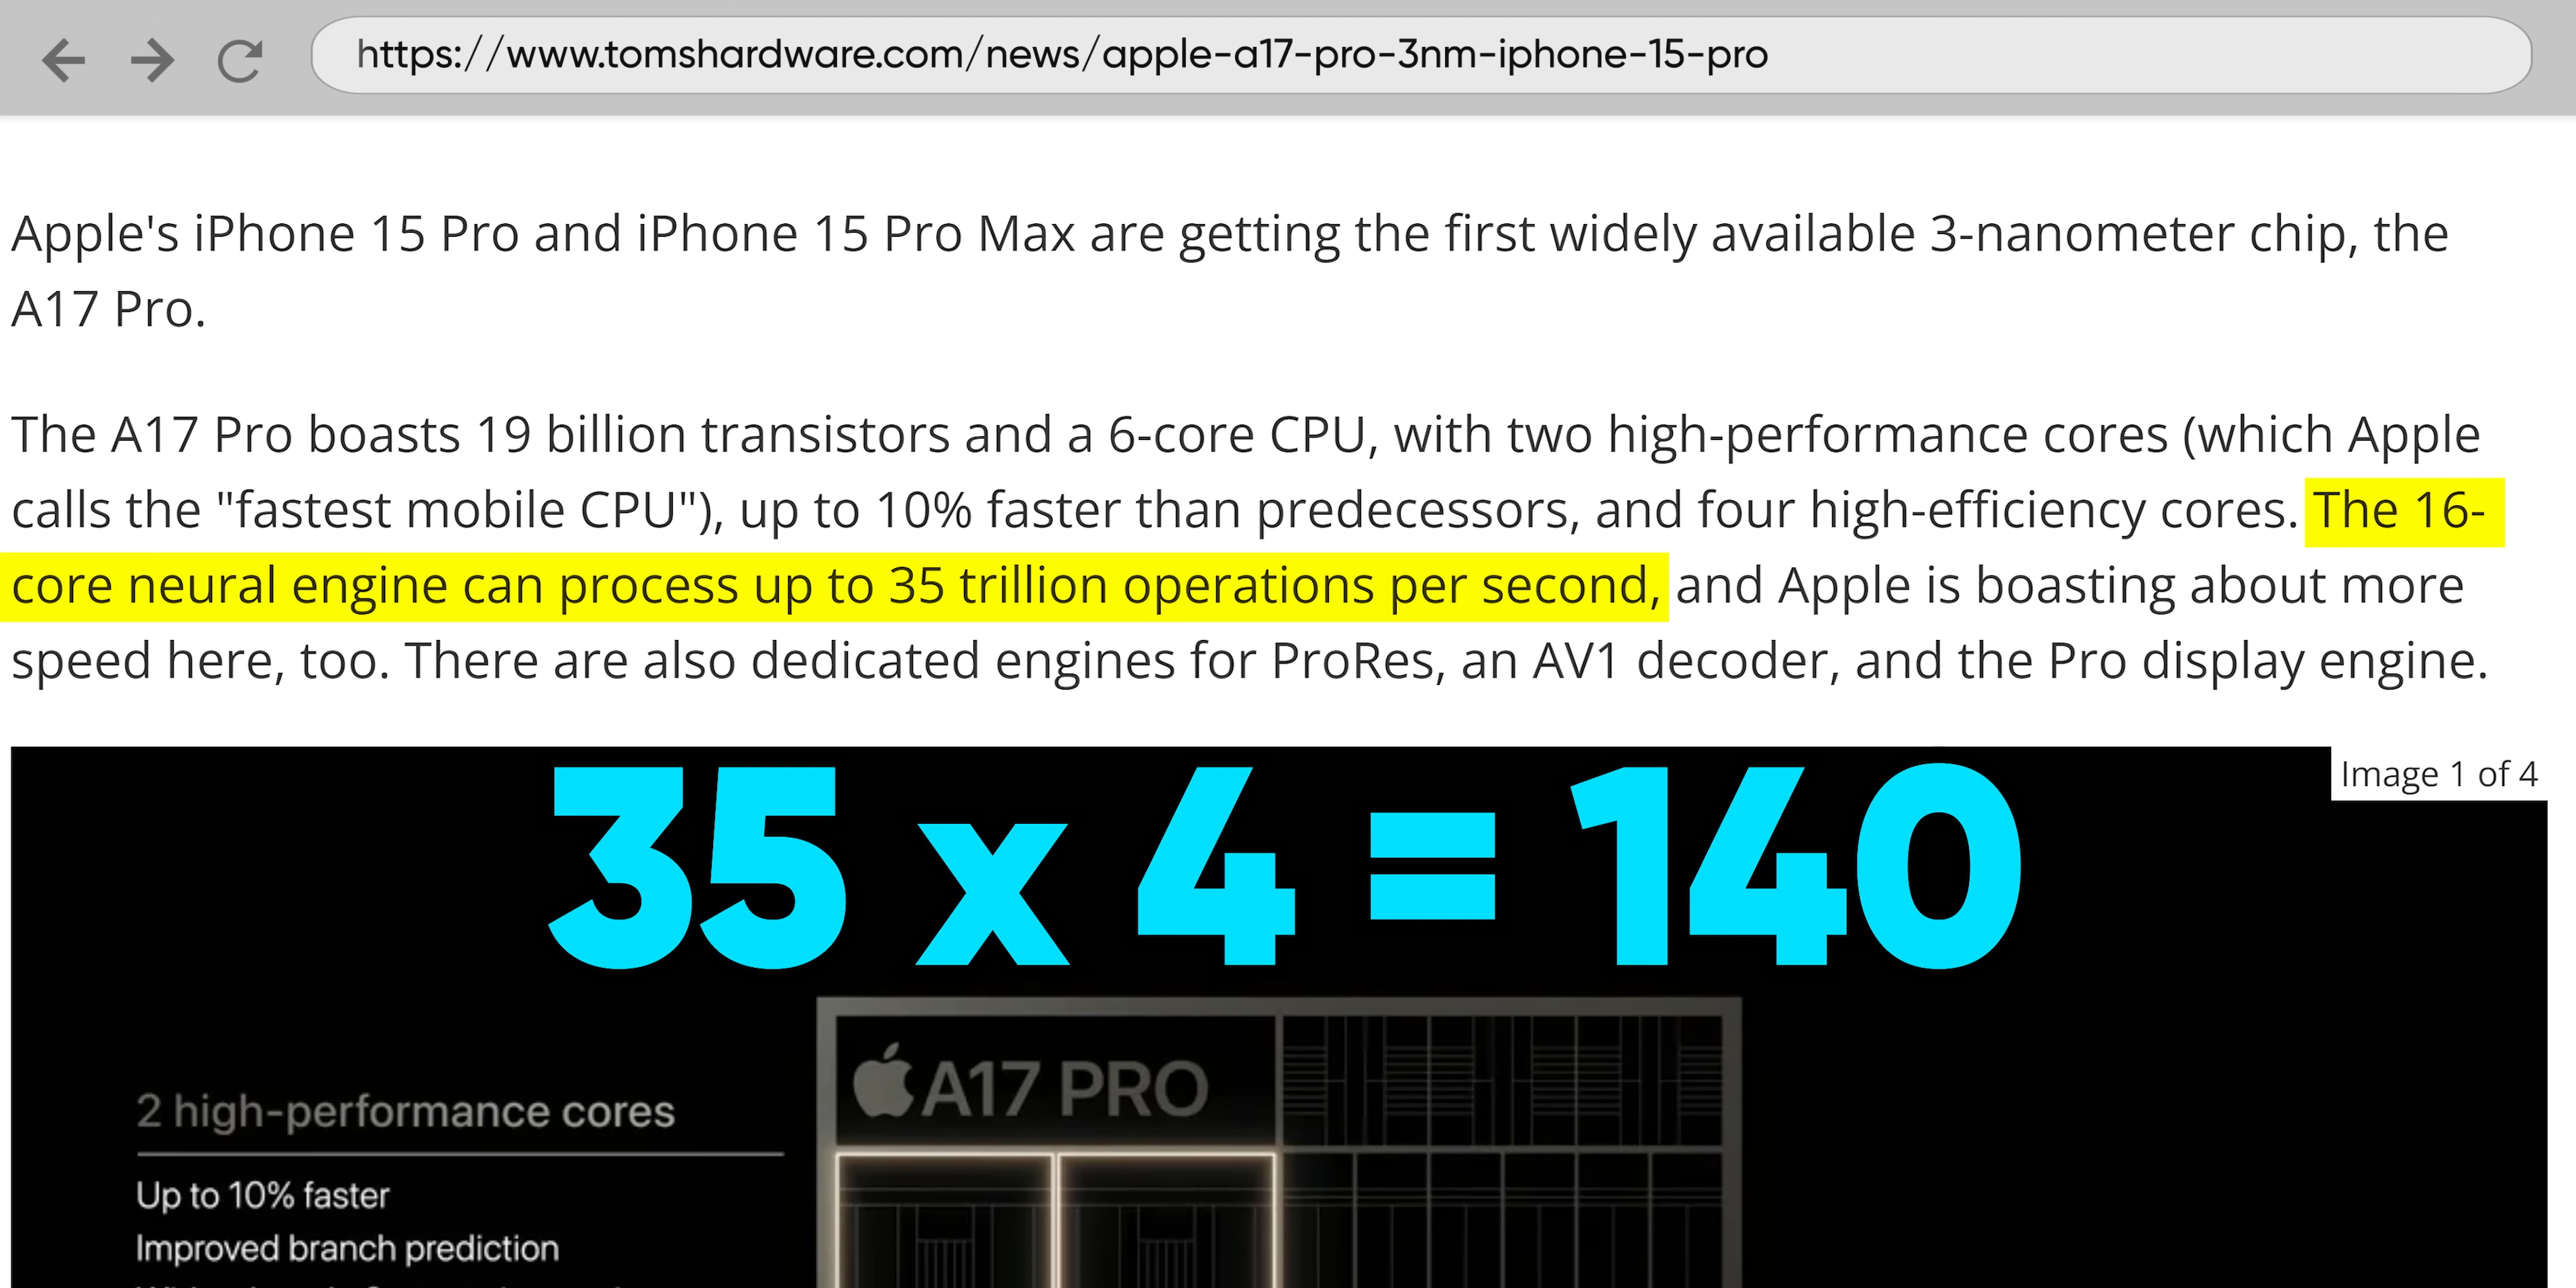 https://www.tomshardware.com/news/apple-a17-pro-3nm-iphone-15-pro
Apple's iPhone 15 Pro and iPhone 15 Pro Max are getting the first widely available 3-nanometer chip, the
A17 Pro.
The A17 Pro boasts 19 billion transistors and a 6-core CPU, with two high-performance cores (which Apple
calls the "fastest mobile CPU"), up to 10% faster than predecessors, and four high-efficiency cores. The 16-
core neural engine can process up to 35 trillion operations per second, and Apple is boasting about more
speed here, too. There are also dedicated engines for ProRes, an AV1 decoder, and the Pro display engine.
Image 1 of 4
35 x 4 = 140
A17 PRO
2 high-performance cores
Up to 10% faster
Improved branch prediction